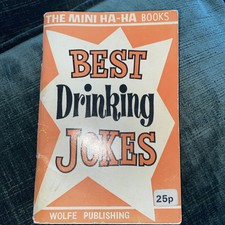 THE MINI HA-HA BOOKS
BEST
Drinking
JOKES
25p
WOLFE PUBLISHING